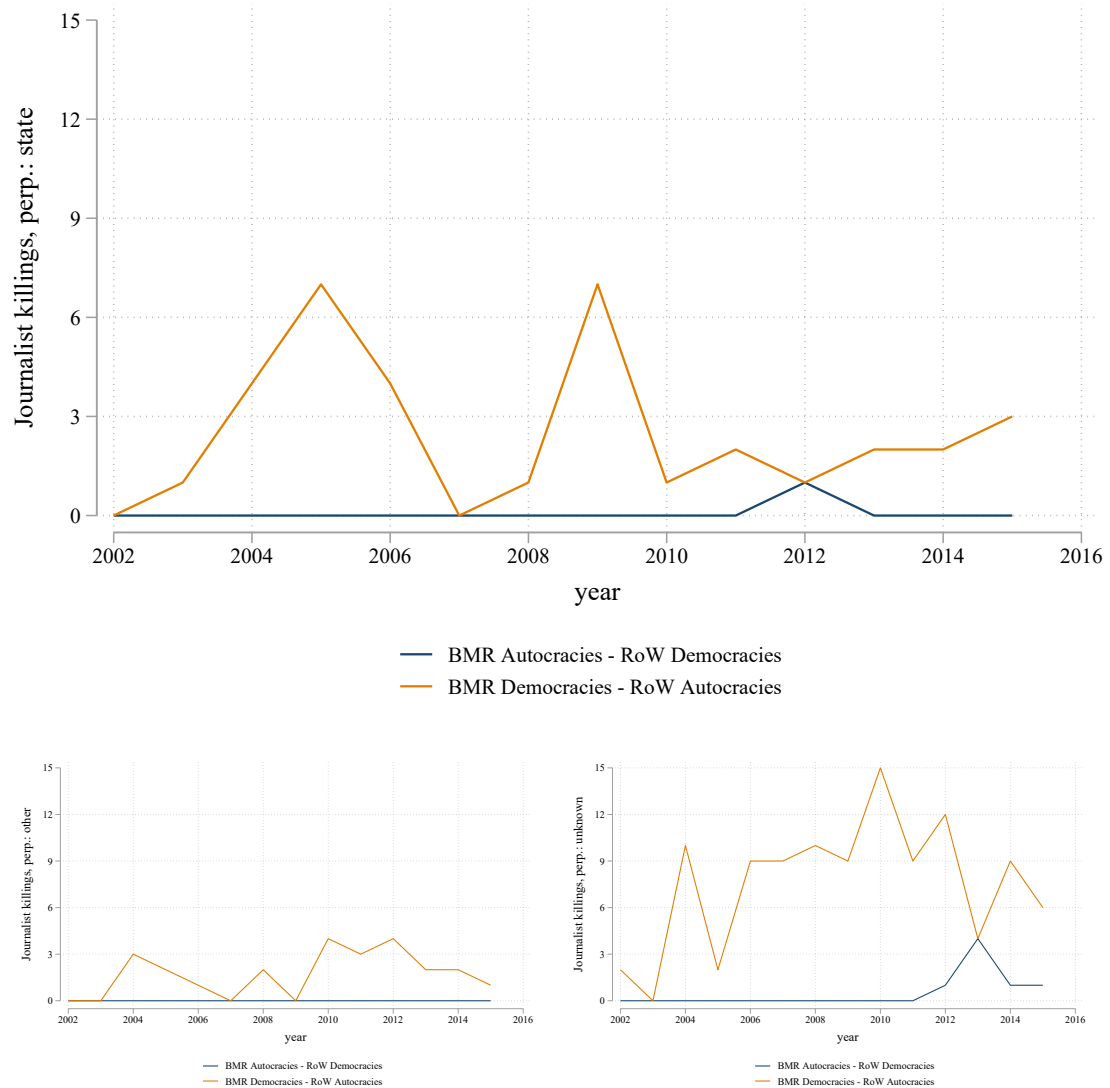 15
12
9
6
3
0
Journalist killings, perp.: state
2002 2004 2006 2008 2010 2012 2014 2016
year
BMR Autocracies - RoW Democracies
BMR Democracies - RoW Autocracies
15
12
9
6
3
0
Journalist killings, perp.: other
2002 2004 2006 2008 2010 2012 2014 2016
year
BMR Autocracies - RoW Democracies
BMR Democracies - RoW Autocracies
15
12
9
6
3
0
Journalist killings, perp.: unknown
2002 2004 2006 2008 2010 2012 2014 2016
year
BMR Autocracies - RoW Democracies
BMR Democracies - RoW Autocracies